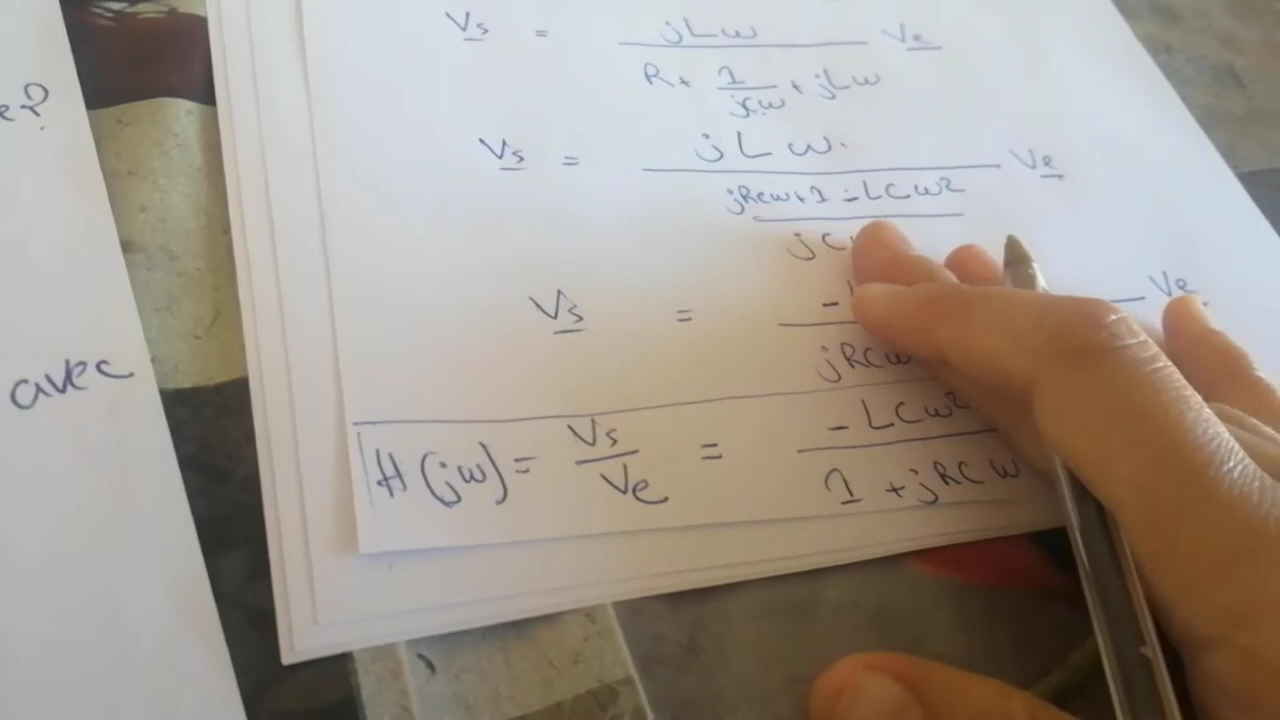 e?
avec
Vs = jLω / (R + 1/(jCω) + jLω) Ve
Vs = jLω. / ((jRCω + 1 - LCω²) / jC) Ve
Vs = - / jRCω Ve
H(jω) = Vs/Ve = -LCω² / 1 + jRCω